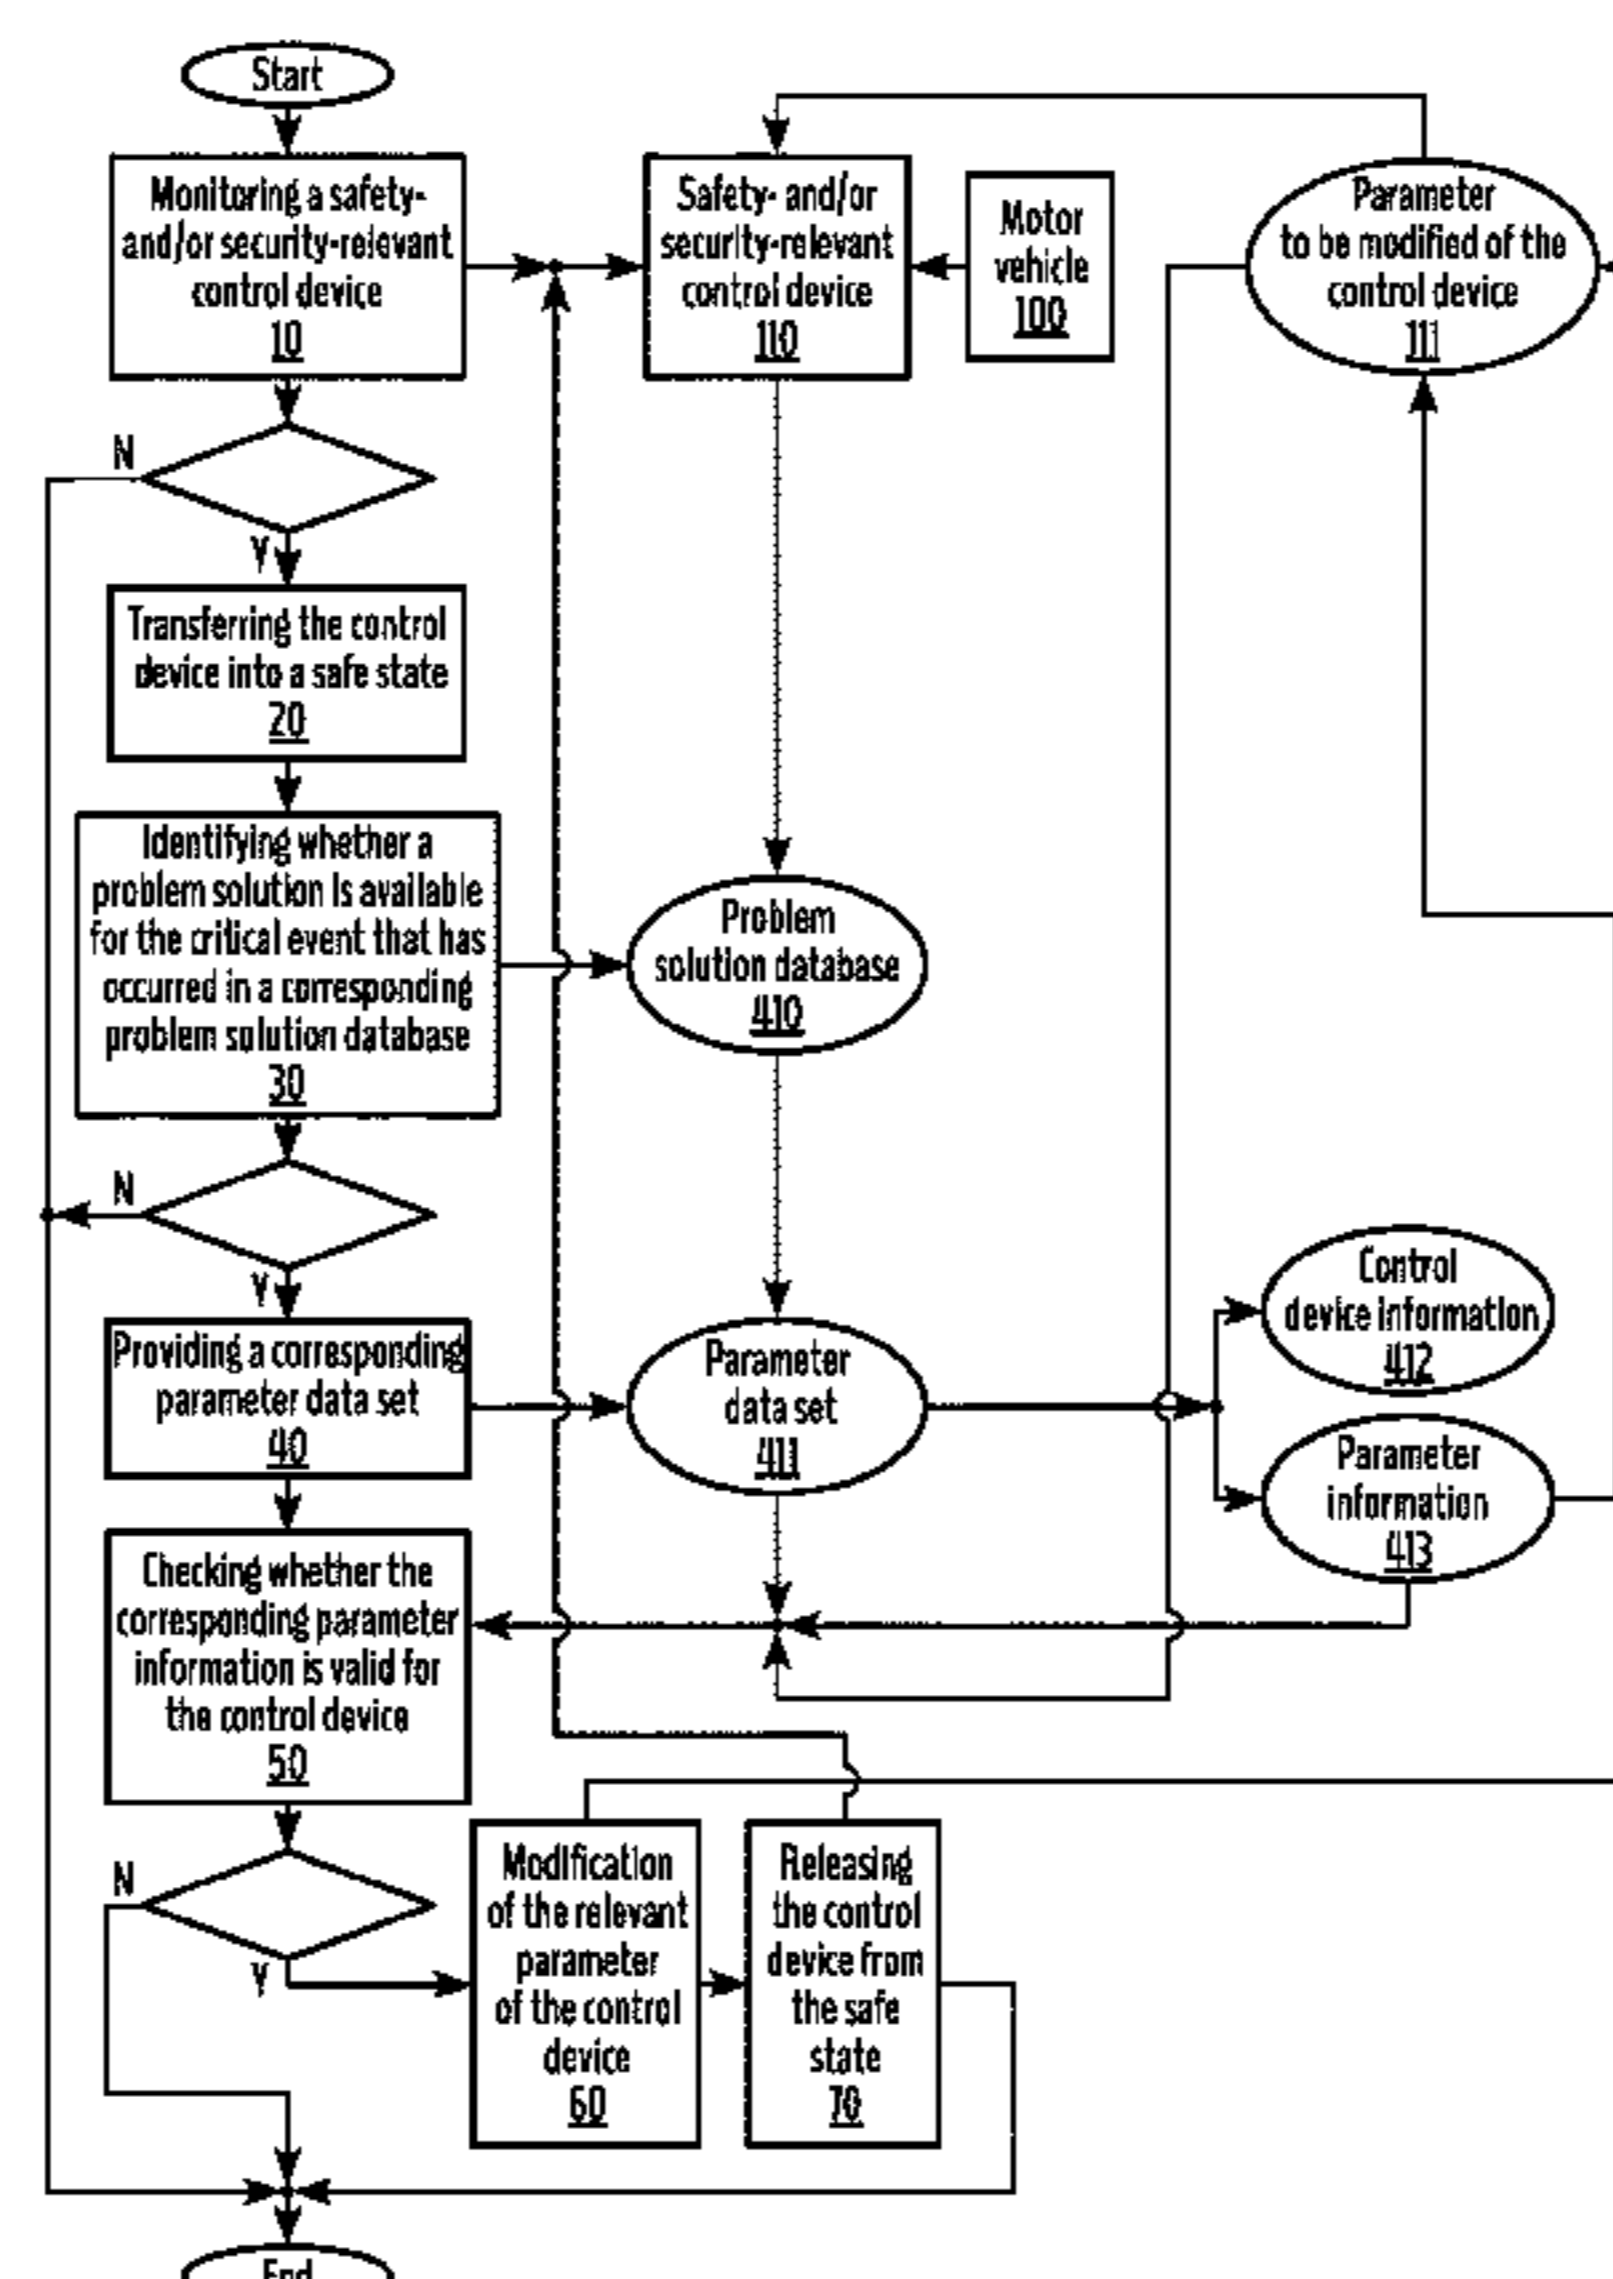 Start
Monitoring a safety-
and/or security-relevant
control device
10
Safety- and/or
security-relevant
control device
110
Motor
vehicle
100
Parameter
to be modified of the
control device
111
N
Y
Transferring the control
device into a safe state
20
Identifying whether a
problem solution is available
for the critical event that has
occurred in a corresponding
problem solution database
30
Problem
solution database
410
N
Y
Providing a corresponding
parameter data set
40
Parameter
data set
411
Control
device information
412
Parameter
information
413
Checking whether the
corresponding parameter
information is valid for
the control device
50
N
Y
Modification
of the relevant
parameter
of the control
device
60
Releasing
the control
device from
the safe
state
70
End